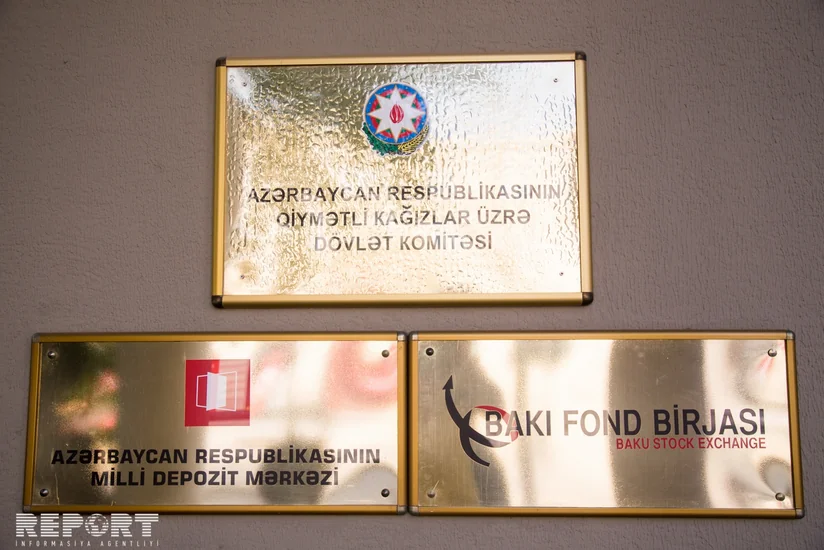 AZƏRBAYCAN RESPUBLİKASININ
QİYMƏTLİ KAĞIZLAR ÜZRƏ
DÖVLƏT KOMİTƏSİ
AZƏRBAYCAN RESPUBLİKASININ
MİLLİ DEPOZİT MƏRKƏZİ
BAKI FOND BİRJASI
BAKU STOCK EXCHANGE
REPORT
İNFORMASİYA AGENTLİYİ